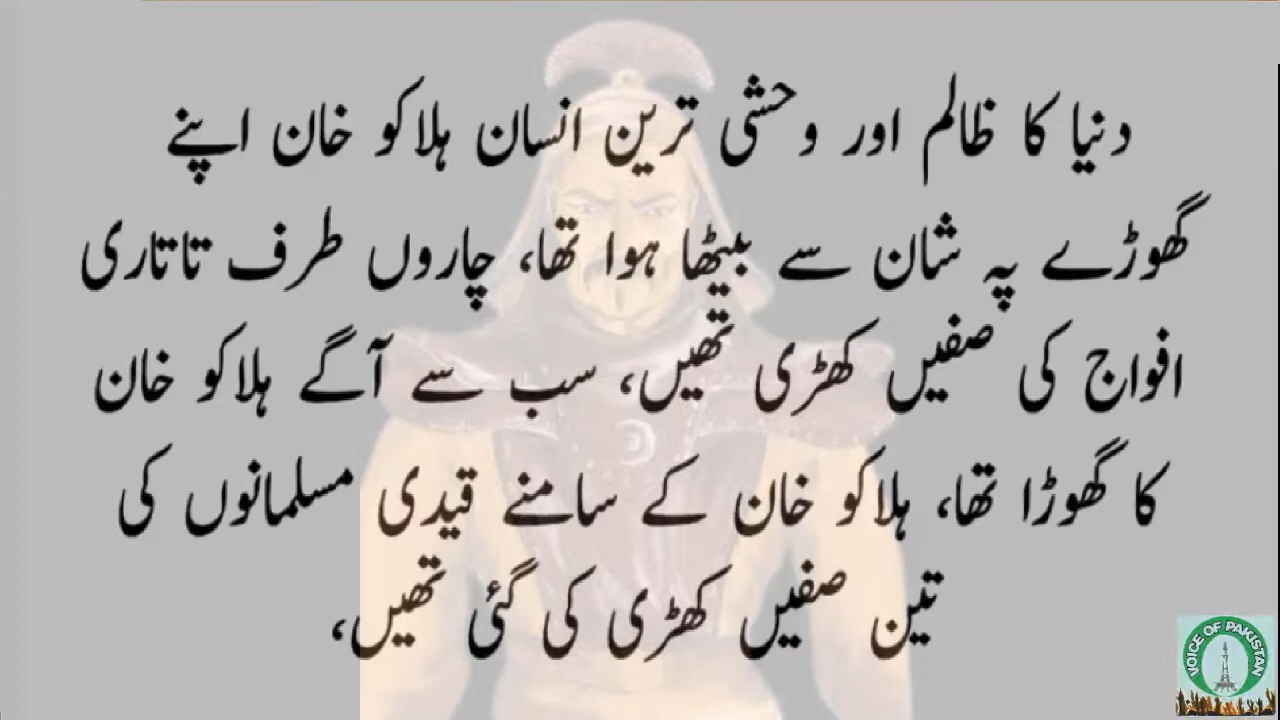 دنیا کا ظالم اور وحشی ترین انسان ہلاکو خان اپنے
گھوڑے پہ شان سے بیٹھا ہوا تھا، چاروں طرف تاتاری
افواج کی صفیں کھڑی تھیں، سب سے آگے ہلاکو خان
کا گھوڑا تھا، ہلاکو خان کے سامنے قیدی مسلمانوں کی
تین صفیں کھڑی کی گئی تھیں،
VOICE OF PAKISTAN